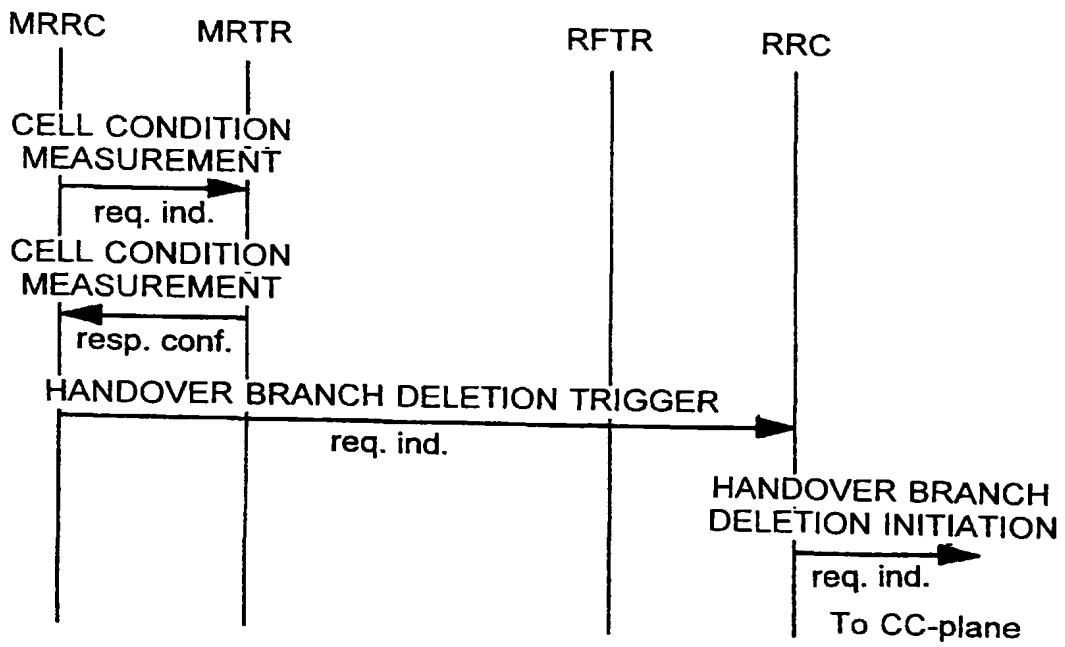 MRRC MRTR RFTR RRC
CELL CONDITION
MEASUREMENT
req. ind.
CELL CONDITION
MEASUREMENT
resp. conf.
HANDOVER BRANCH DELETION TRIGGER
req. ind.
HANDOVER BRANCH
DELETION INITIATION
req. ind.
To CC-plane